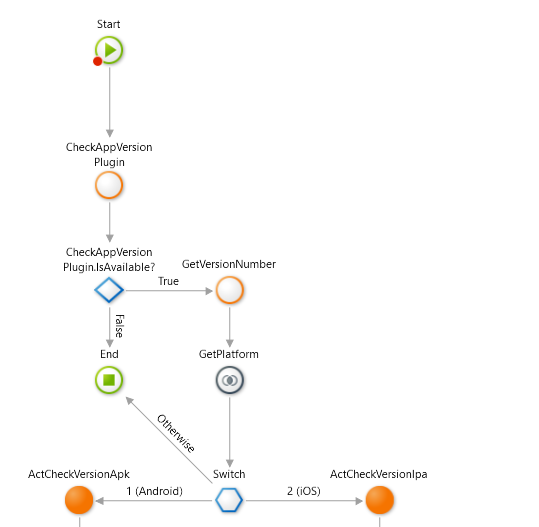 Start
CheckAppVersion
Plugin
CheckAppVersion
Plugin.IsAvailable?
GetVersionNumber
True
False
End
GetPlatform
Otherwise
ActCheckVersionApk
Switch
ActCheckVersionIpa
1 (Android)
2 (iOS)